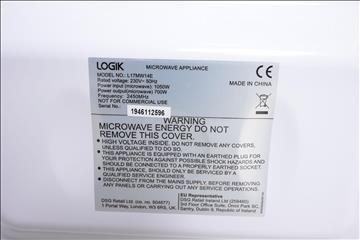 LOGIK
MICROWAVE APPLIANCE
MODEL NO.: L17MW14E
Rated voltage: 230V~ 50Hz
Power input (microwave): 1050W
Power output(microwave) 700W
Frequency: 2450MHz
NOT FOR COMMERCIAL USE
Serial No.:
1946112596
CE
MADE IN CHINA
WARNING
MICROWAVE ENERGY DO NOT
REMOVE THIS COVER.
• HIGH VOLTAGE INSIDE. DO NOT REMOVE ANY COVERS,
UNLESS QUALIFIED TO DO SO.
• THIS APPLIANCE IS EQUIPPED WITH AN EARTHED PLUG FOR
YOUR PROTECTION AGAINST POSSIBLE SHOCK HAZARDS AND
SHOULD BE CONNECTED TO A PROPERLY EARTHED SOCKET.
• THIS APPLIANCE, SHOULD ONLY BE SERVICED BY A
QUALIFIED SERVICE ENGINEER.
• DISCONNECT FROM THE MAINS SUPPLY, BEFORE REMOVING
ANY PANELS OR CARRYING OUT ANY SERVICE OPERATIONS.
DSG Retail Ltd. (co. no. 504877)
1 Portal Way, London, W3 6RS, UK
EU Representative
DSG Retail Ireland Ltd (259460)
3rd Floor Office Suite, Omni Park SC,
Santry, Dublin 9, Republic of Ireland